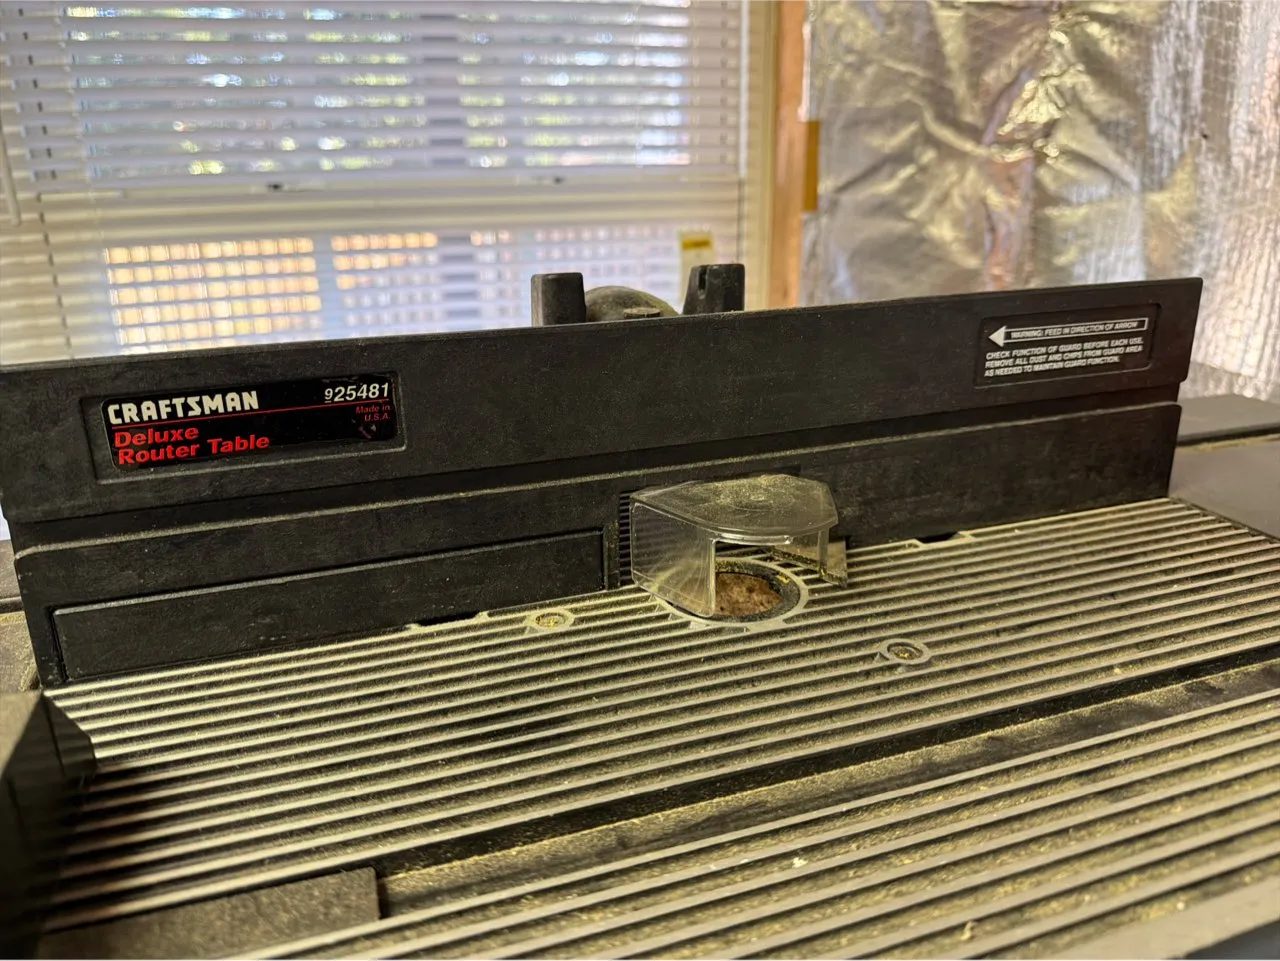 CRAFTSMAN
925481
Made in
U.S.A.
Deluxe
Router Table
WARNING: FEED IN DIRECTION OF ARROW
CHECK FUNCTION OF GUARD BEFORE EACH USE.
REMOVE ALL DUST AND CHIPS FROM GUARD AREA
AS NEEDED TO MAINTAIN GUARD FUNCTION.